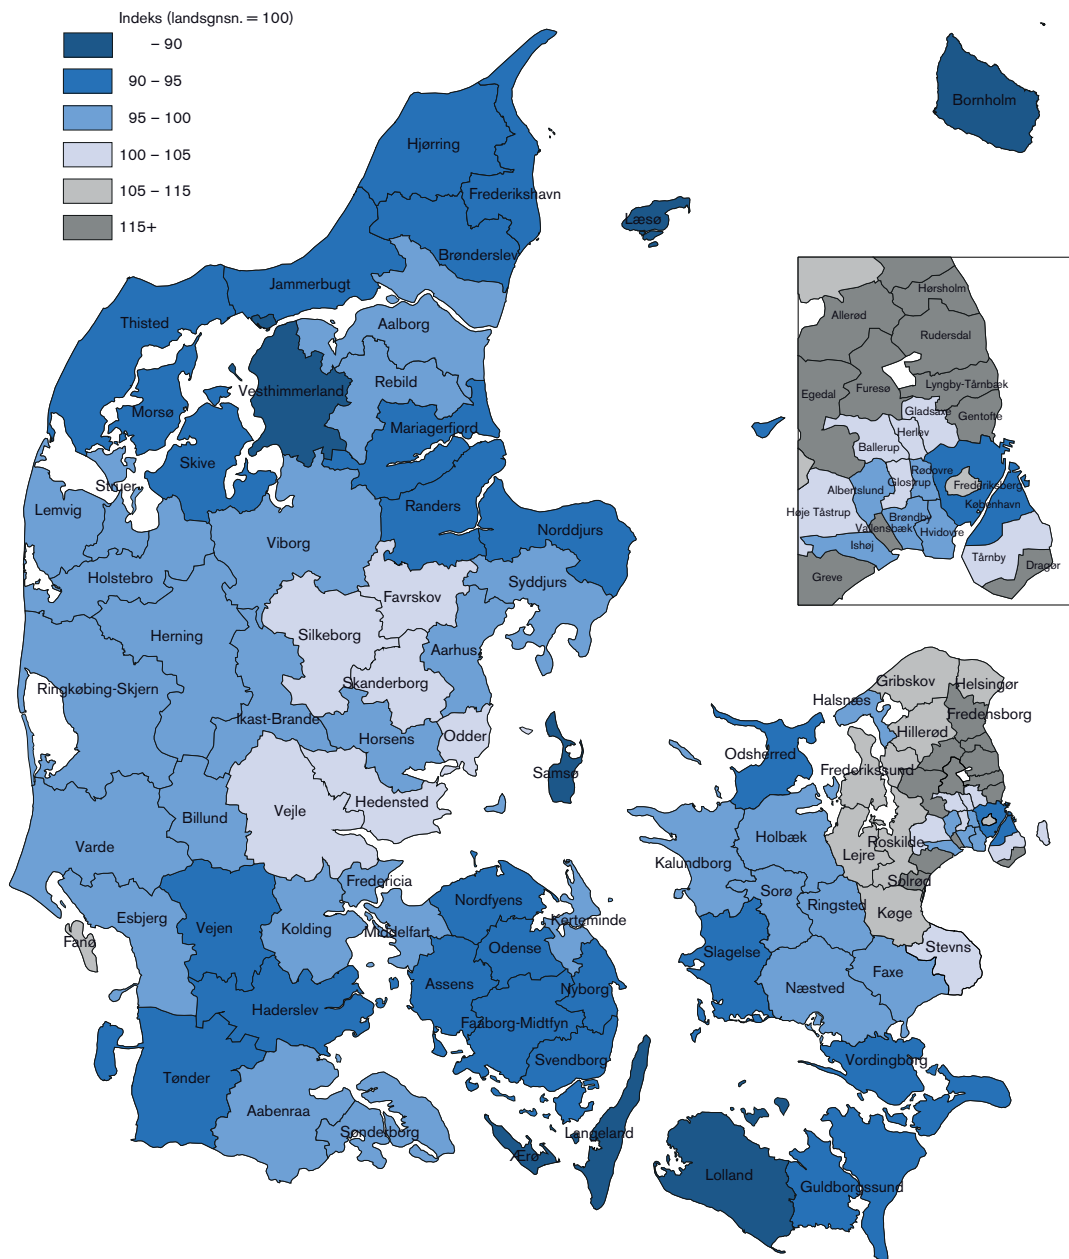 Indeks (landsgnsn. = 100)
– 90
90 – 95
95 – 100
100 – 105
105 – 115
115+
Bornholm
Hjørring
Frederikshavn
Læsø
Brønderslev
Jammerbugt
Thisted
Aalborg
Vesthimmerland
Rebild
Morsø
Mariagerfjord
Skive
Struer
Lemvig
Randers
Norddjurs
Viborg
Holstebro
Syddjurs
Favrskov
Silkeborg
Herning
Aarhus
Skanderborg
Ringkøbing-Skjern
Ikast-Brande
Horsens
Odder
Samsø
Hedensted
Vejle
Billund
Varde
Fredericia
Esbjerg
Vejen
Kolding
Middelfart
Fanø
Nordfyens
Kerteminde
Odense
Assens
Nyborg
Haderslev
Faaborg-Midtfyn
Svendborg
Tønder
Aabenraa
Sønderborg
Langeland
Ærø
Hørsholm
Allerød
Rudersdal
Lyngby-Tårnbæk
Egedal
Furesø
Gladsaxe
Gentofte
Herlev
Ballerup
Rødovre
Glostrup
Frederiksberg
Albertslund
København
Høje Tåstrup
Brøndby
Vallensbæk
Hvidovre
Ishøj
Tårnby
Dragør
Greve
Gribskov
Helsingør
Halsnæs
Fredensborg
Hillerød
Odsherred
Frederikssund
Holbæk
Roskilde
Lejre
Kalundborg
Solrød
Sorø
Ringsted
Køge
Stevns
Slagelse
Faxe
Næstved
Vordingborg
Lolland
Guldborgssund